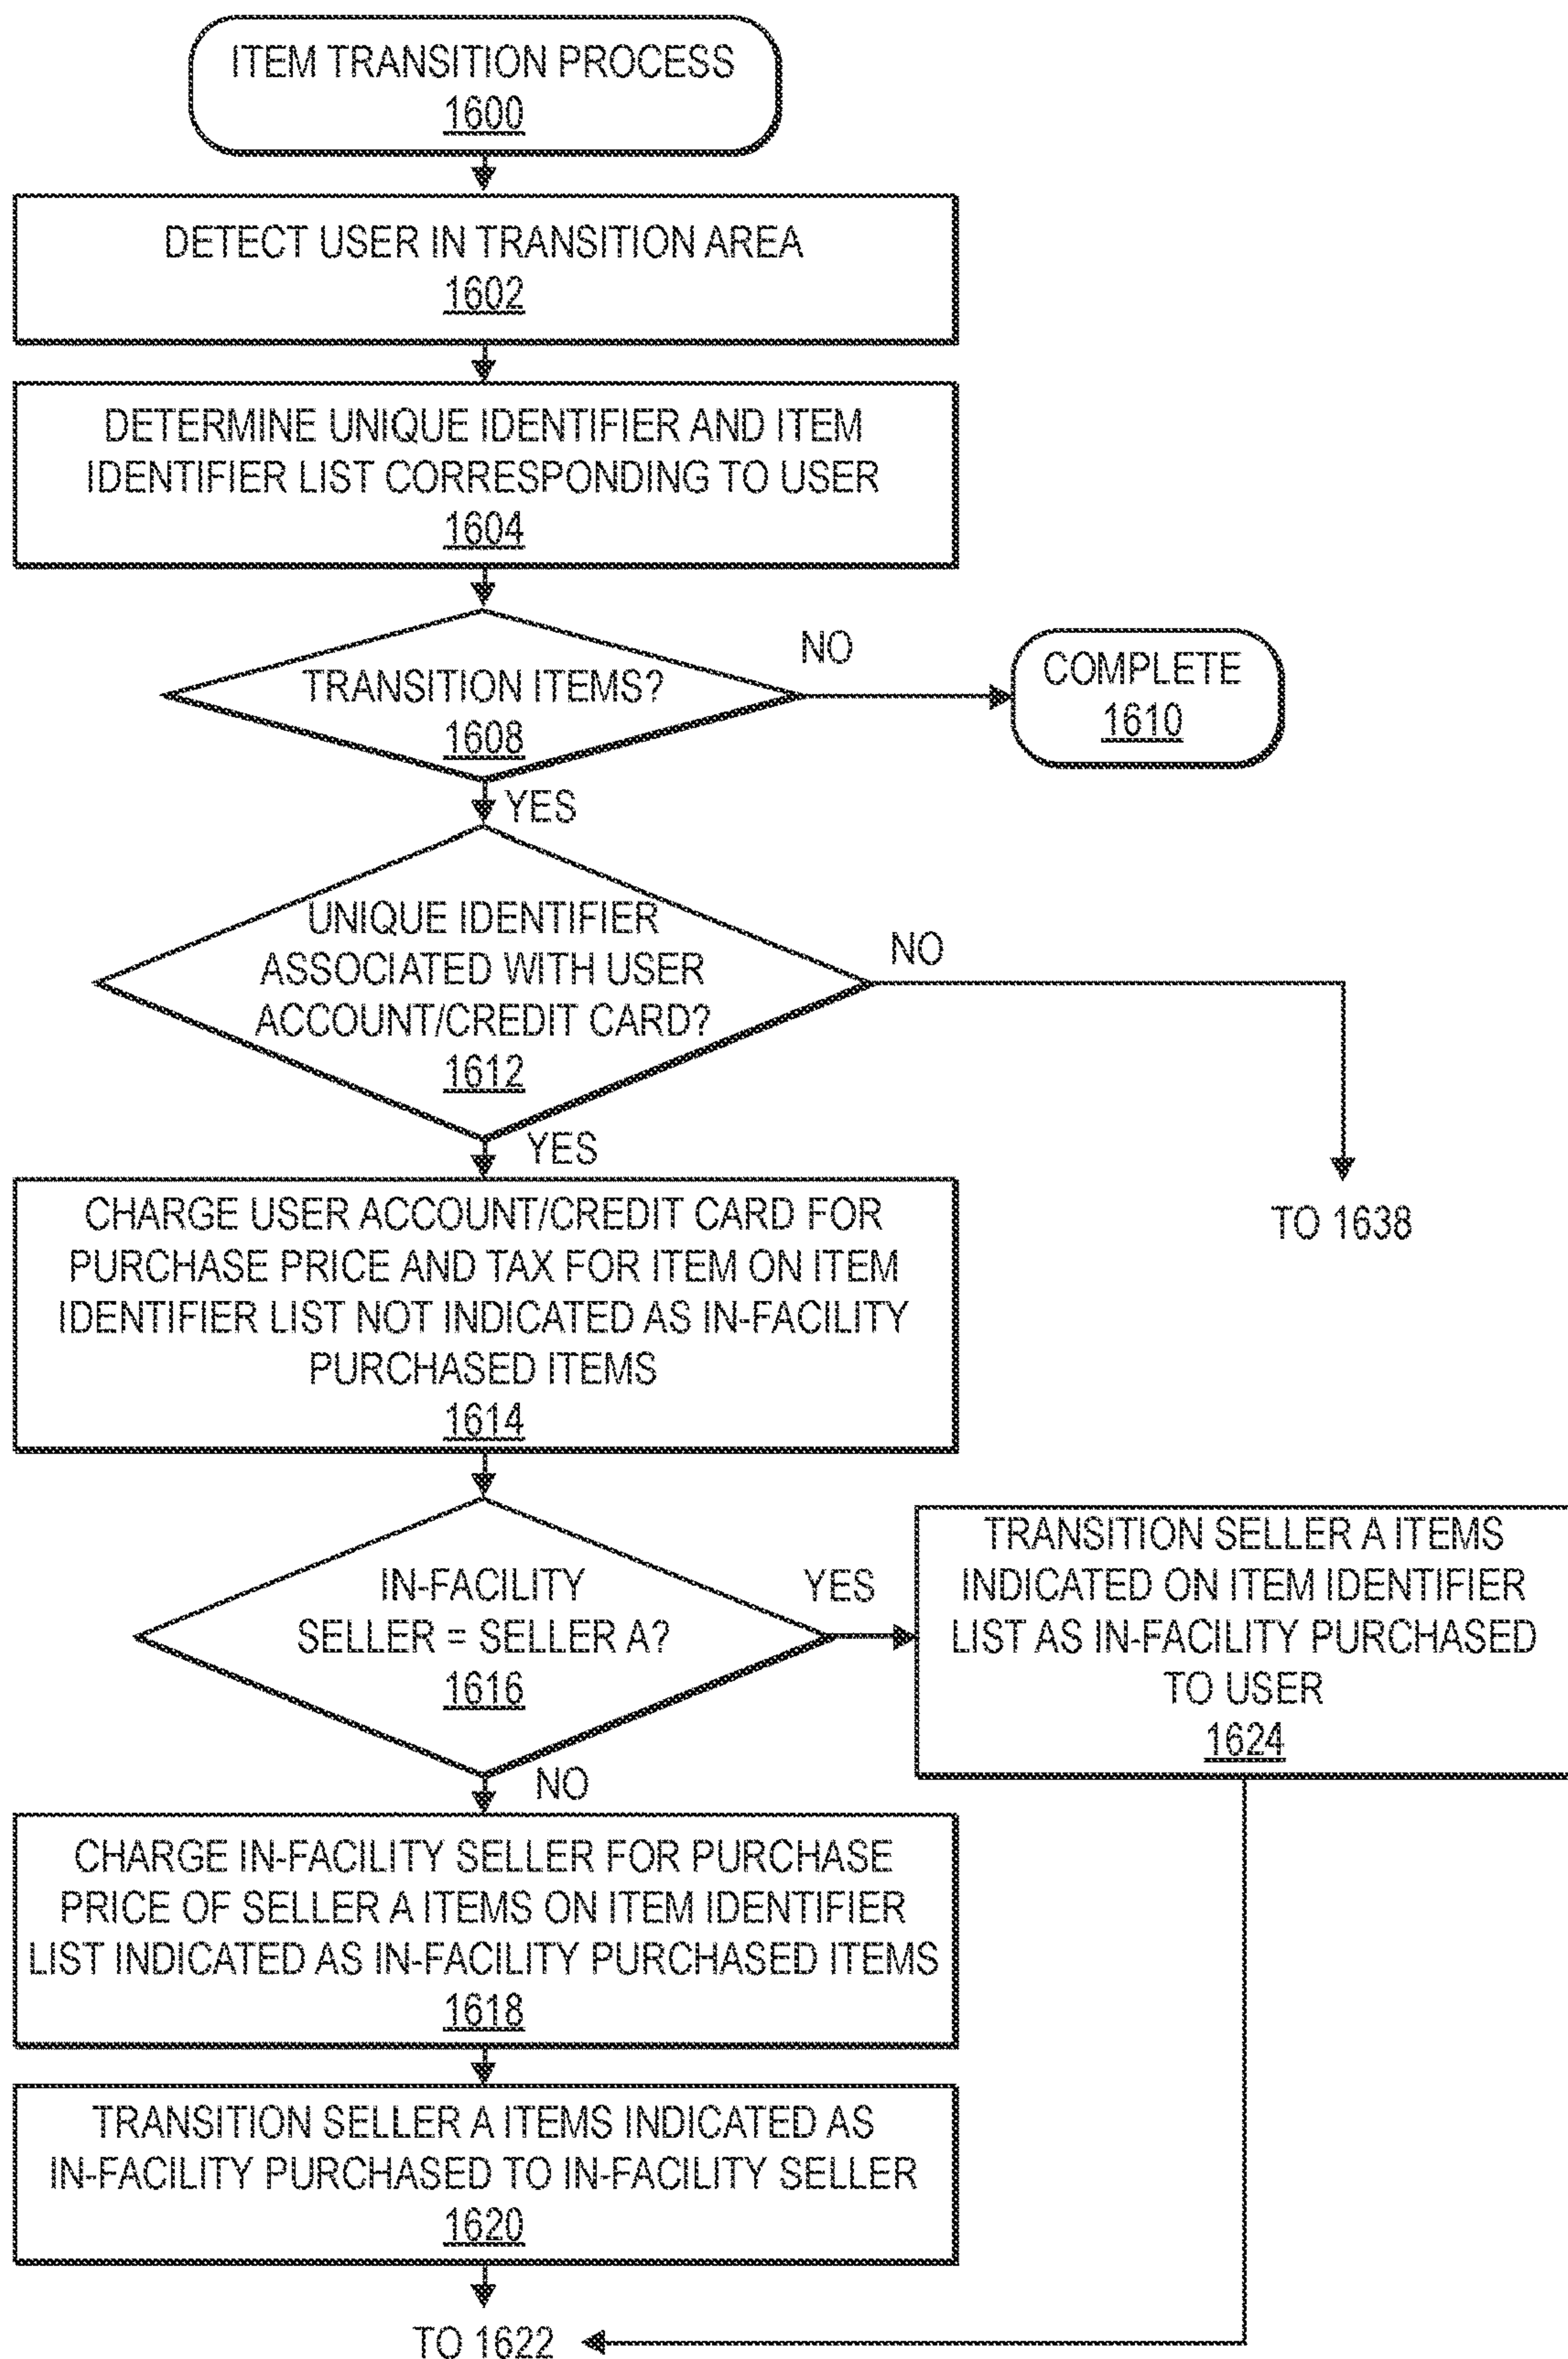 ITEM TRANSITION PROCESS
1600
DETECT USER IN TRANSITION AREA
1602
DETERMINE UNIQUE IDENTIFIER AND ITEM
IDENTIFIER LIST CORRESPONDING TO USER
1604
TRANSITION ITEMS?
1608
NO
COMPLETE
1610
YES
UNIQUE IDENTIFIER
ASSOCIATED WITH USER
ACCOUNT/CREDIT CARD?
1612
NO
TO 1638
YES
CHARGE USER ACCOUNT/CREDIT CARD FOR
PURCHASE PRICE AND TAX FOR ITEM ON ITEM
IDENTIFIER LIST NOT INDICATED AS IN-FACILITY
PURCHASED ITEMS
1614
IN-FACILITY
SELLER = SELLER A?
1616
YES
TRANSITION SELLER A ITEMS
INDICATED ON ITEM IDENTIFIER
LIST AS IN-FACILITY PURCHASED
TO USER
1624
NO
CHARGE IN-FACILITY SELLER FOR PURCHASE
PRICE OF SELLER A ITEMS ON ITEM IDENTIFIER
LIST INDICATED AS IN-FACILITY PURCHASED ITEMS
1618
TRANSITION SELLER A ITEMS INDICATED AS
IN-FACILITY PURCHASED TO IN-FACILITY SELLER
1620
TO 1622